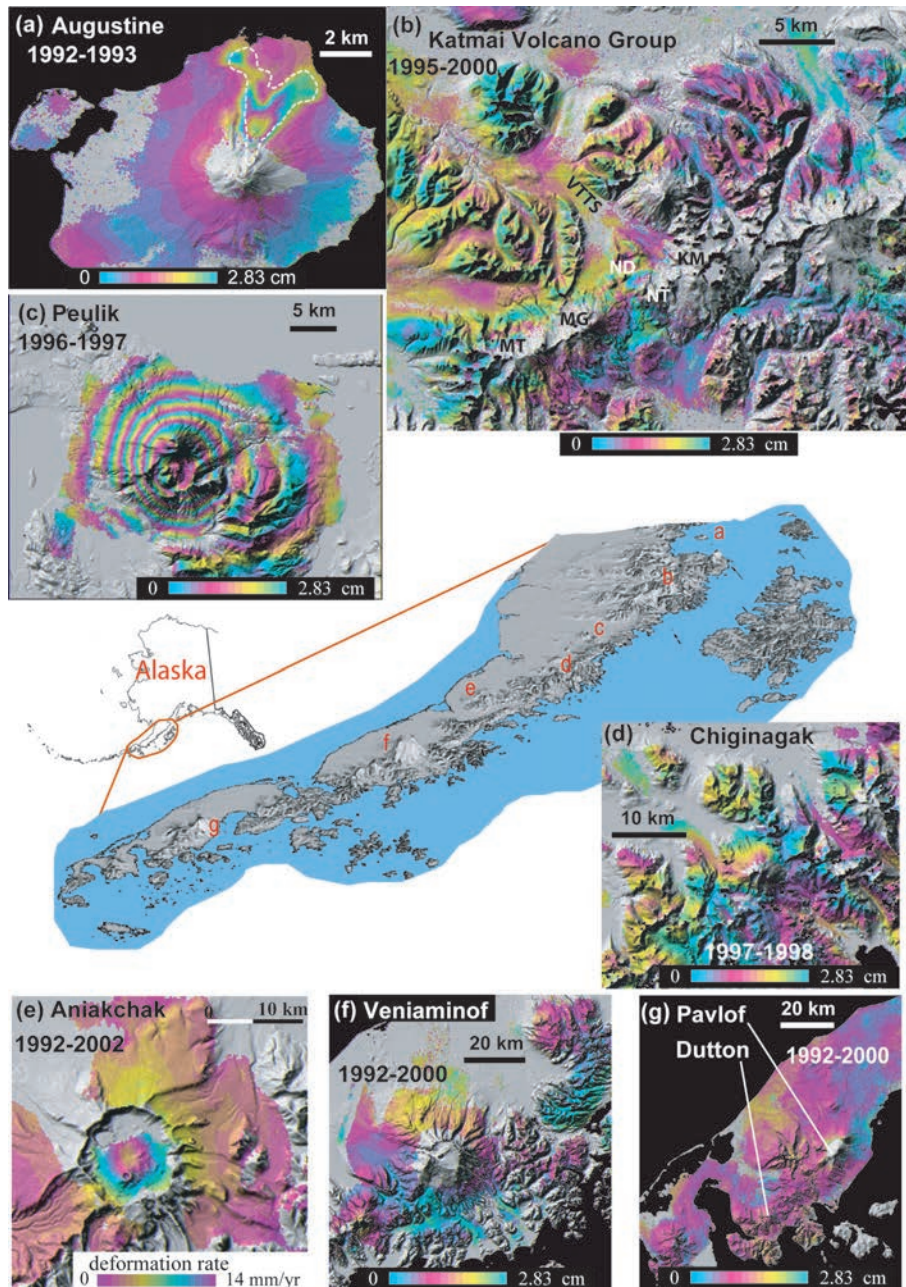 (a) Augustine
1992-1993
2 km
0 2.83 cm
(b) Katmai Volcano Group
1995-2000
5 km
VTTS
KM
ND
NT
MG
MT
0 2.83 cm
(c) Peulik
1996-1997
5 km
0 2.83 cm
Alaska
a
b
c
d
e
f
g
(d) Chiginagak
10 km
1997-1998
0 2.83 cm
(e) Aniakchak
1992-2002
0 10 km
deformation rate
0 14 mm/yr
(f) Veniaminof
1992-2000
20 km
0 2.83 cm
(g) Pavlof
Dutton
20 km
1992-2000
0 2.83 cm